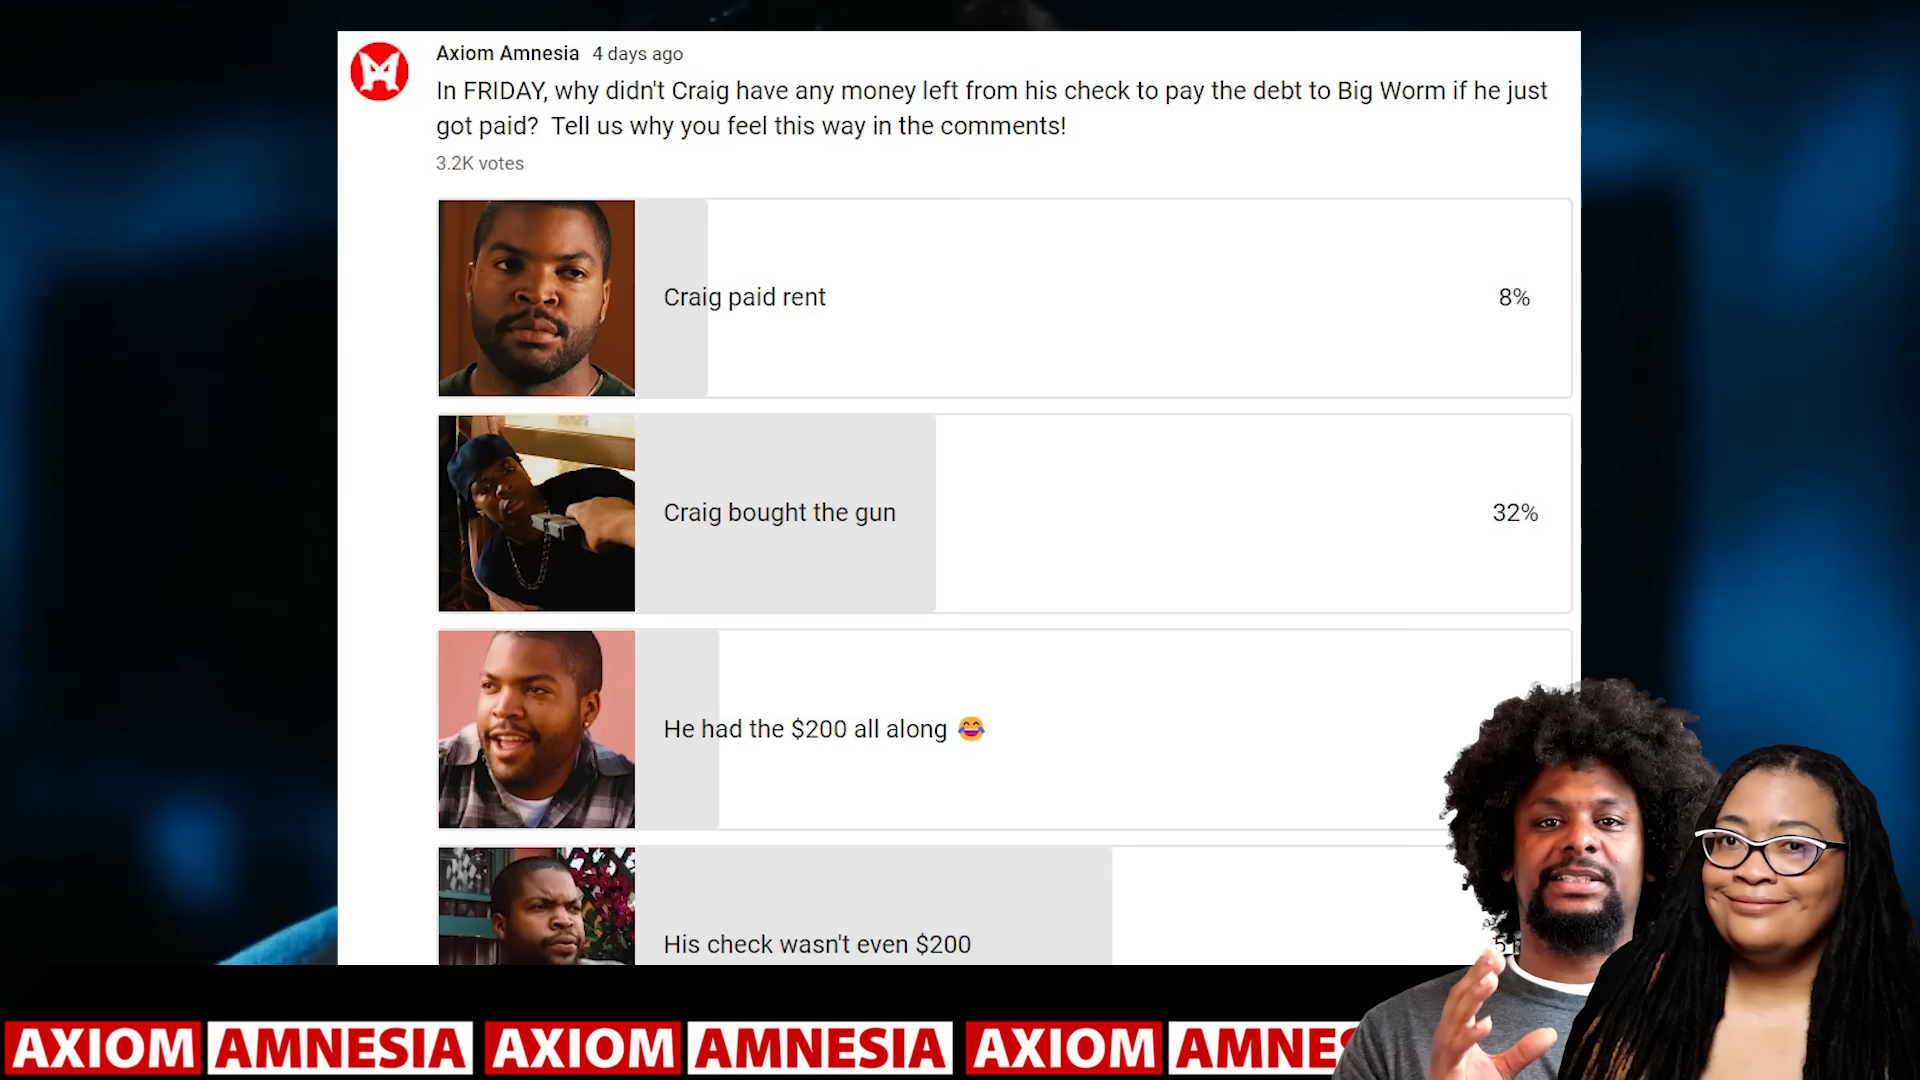 Axiom Amnesia 4 days ago
In FRIDAY, why didn't Craig have any money left from his check to pay the debt to Big Worm if he just
got paid? Tell us why you feel this way in the comments!
3.2K votes
Craig paid rent 8%
Craig bought the gun 32%
He had the $200 all along 😂
His check wasn't even $200
AXIOM AMNESIA AXIOM AMNESIA AXIOM AMNES